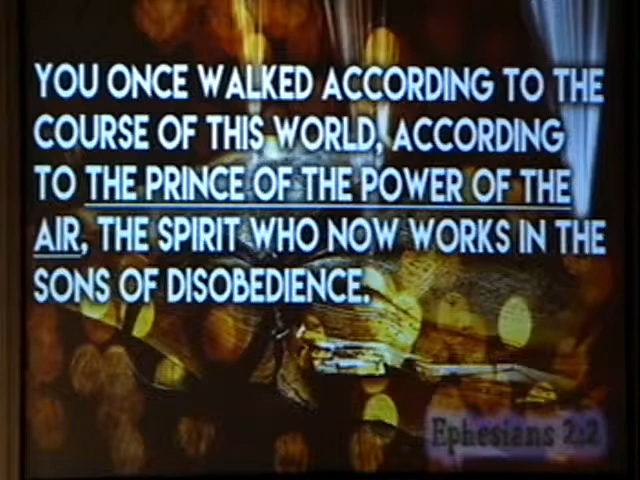 YOU ONCE WALKED ACCORDING TO THE
COURSE OF THIS WORLD, ACCORDING
TO THE PRINCE OF THE POWER OF THE
AIR, THE SPIRIT WHO NOW WORKS IN THE
SONS OF DISOBEDIENCE.
Ephesians 2:2